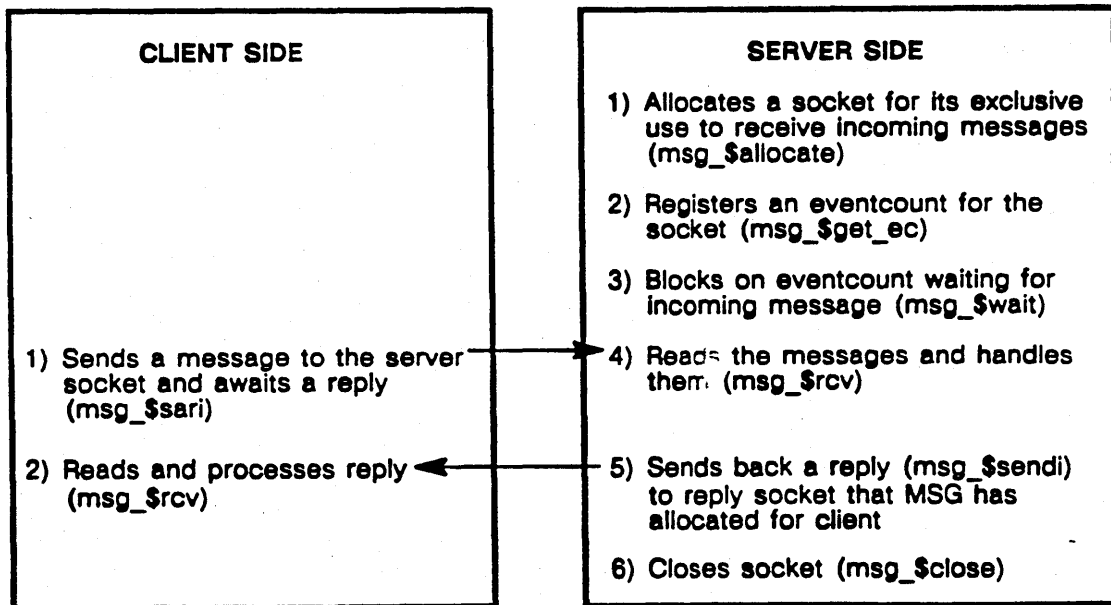 CLIENT SIDE
1) Sends a message to the server
socket and awaits a reply
(msg_$sari)
2) Reads and processes reply
(msg_$rcv)
SERVER SIDE
1) Allocates a socket for its exclusive
use to receive incoming messages
(msg_$allocate)
2) Registers an eventcount for the
socket (msg_$get_ec)
3) Blocks on eventcount waiting for
incoming message (msg_$wait)
4) Reads the messages and handles
them (msg_$rcv)
5) Sends back a reply (msg_$sendi)
to reply socket that MSG has
allocated for client
6) Closes socket (msg_$close)